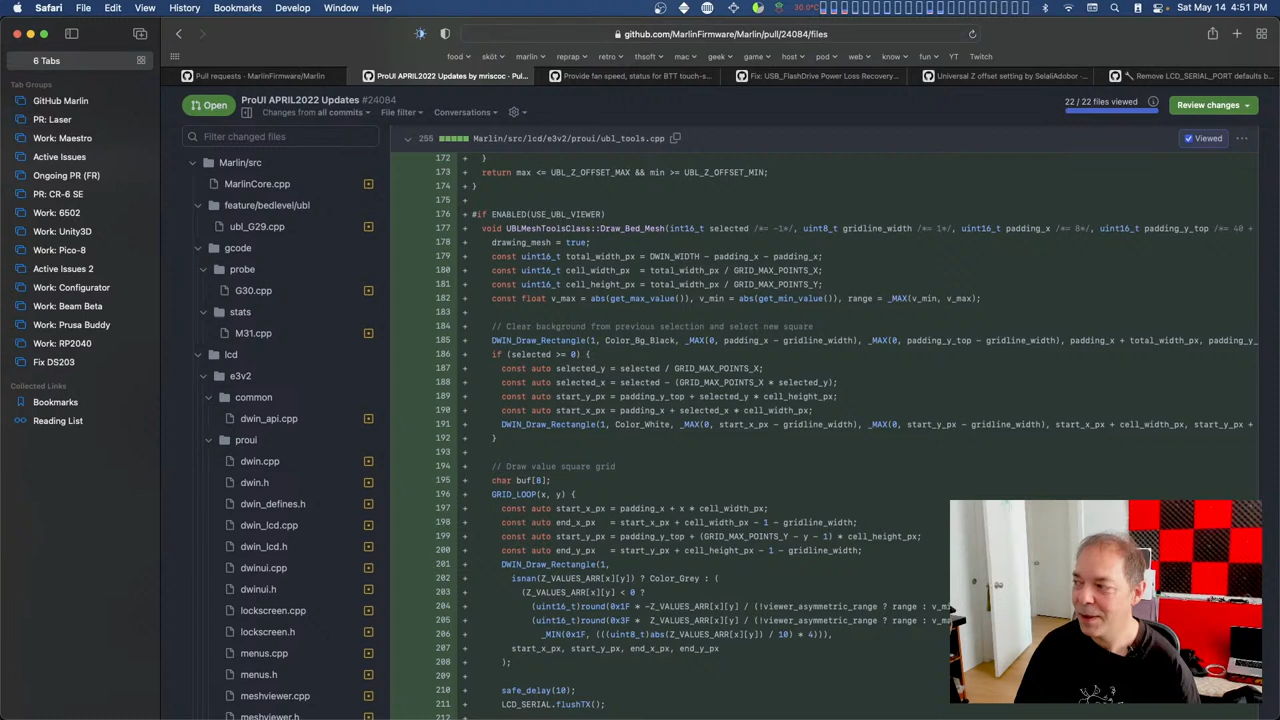 Safari File Edit View History Bookmarks Develop Window Help 30.0°C Sat May 14 4:51 PM
github.com/MarlinFirmware/Marlin/pull/24084/files
6 Tabs
food sköt marlin reprap retro thsoft mac geek game host pod web know fun YT Twitch
Pull requests - MarlinFirmware/Marlin
ProUI APRIL2022 Updates by mriscoc - Pul...
Provide fan speed, status for BTT touch-s...
Fix: USB_FlashDrive Power Loss Recovery...
Universal Z offset setting by SelaliAdobor -...
Remove LCD_SERIAL_PORT defaults b...
Tab Groups
GitHub Marlin
PR: Laser
Work: Maestro
Active Issues
Ongoing PR (FR)
PR: CR-6 SE
Work: 6502
Work: Unity3D
Work: Pico-8
Active Issues 2
Work: Configurator
Work: Beam Beta
Work: Prusa Buddy
Work: RP2040
Fix DS203
Collected Links
Bookmarks
Reading List
Open
ProUI APRIL2022 Updates #24084
Changes from all commits File filter Conversations
22 / 22 files viewed
Review changes
Filter changed files
Marlin/src
MarlinCore.cpp
feature/bedlevel/ubl
ubl_G29.cpp
gcode
probe
G30.cpp
stats
M31.cpp
lcd
e3v2
common
dwin_api.cpp
proui
dwin.cpp
dwin.h
dwin_defines.h
dwin_lcd.cpp
dwin_lcd.h
dwinui.cpp
dwinui.h
lockscreen.cpp
lockscreen.h
menus.cpp
menus.h
meshviewer.cpp
meshviewer.h
255 Marlin/src/lcd/e3v2/proui/ubl_tools.cpp
Viewed
172 + }
173 + return max <= UBL_Z_OFFSET_MAX && min >= UBL_Z_OFFSET_MIN;
174 + }
175 +
176 + #if ENABLED(USE_UBL_VIEWER)
177 + void UBLMeshToolsClass::Draw_Bed_Mesh(int16_t selected /*= -1*/, uint8_t gridline_width /*= 1*/, uint16_t padding_x /*= 8*/, uint16_t padding_y_top /*= 40 +
178 + drawing_mesh = true;
179 + const uint16_t total_width_px = DWIN_WIDTH - padding_x - padding_x;
180 + const uint16_t cell_width_px = total_width_px / GRID_MAX_POINTS_X;
181 + const uint16_t cell_height_px = total_width_px / GRID_MAX_POINTS_Y;
182 + const float v_max = abs(get_max_value()), v_min = abs(get_min_value()), range = _MAX(v_min, v_max);
183 +
184 + // Clear background from previous selection and select new square
185 + DWIN_Draw_Rectangle(1, Color_Bg_Black, _MAX(0, padding_x - gridline_width), _MAX(0, padding_y_top - gridline_width), padding_x + total_width_px, padding_y_
186 + if (selected >= 0) {
187 + const auto selected_y = selected / GRID_MAX_POINTS_X;
188 + const auto selected_x = selected - (GRID_MAX_POINTS_X * selected_y);
189 + const auto start_y_px = padding_y_top + selected_y * cell_height_px;
190 + const auto start_x_px = padding_x + selected_x * cell_width_px;
191 + DWIN_Draw_Rectangle(1, Color_White, _MAX(0, start_x_px - gridline_width), _MAX(0, start_y_px - gridline_width), start_x_px + cell_width_px, start_y_px +
192 + }
193 +
194 + // Draw value square grid
195 + char buf[8];
196 + GRID_LOOP(x, y) {
197 + const auto start_x_px = padding_x + x * cell_width_px;
198 + const auto end_x_px = start_x_px + cell_width_px - 1 - gridline_width;
199 + const auto start_y_px = padding_y_top + (GRID_MAX_POINTS_Y - y - 1) * cell_height_px;
200 + const auto end_y_px = start_y_px + cell_height_px - 1 - gridline_width;
201 + DWIN_Draw_Rectangle(1,
202 + isnan(Z_VALUES_ARR[x][y]) ? Color_Grey : (
203 + (Z_VALUES_ARR[x][y] < 0 ?
204 + (uint16_t)round(0x1F * -Z_VALUES_ARR[x][y] / (!viewer_asymmetric_range ? range : v_m
205 + (uint16_t)round(0x3F * Z_VALUES_ARR[x][y] / (!viewer_asymmetric_range ? range : v_m
206 + _MIN(0x1F, (((uint8_t)abs(Z_VALUES_ARR[x][y]) / 10) * 4))),
207 + start_x_px, start_y_px, end_x_px, end_y_px
208 + );
209 +
210 + safe_delay(10);
211 + LCD_SERIAL.flushTX();
212